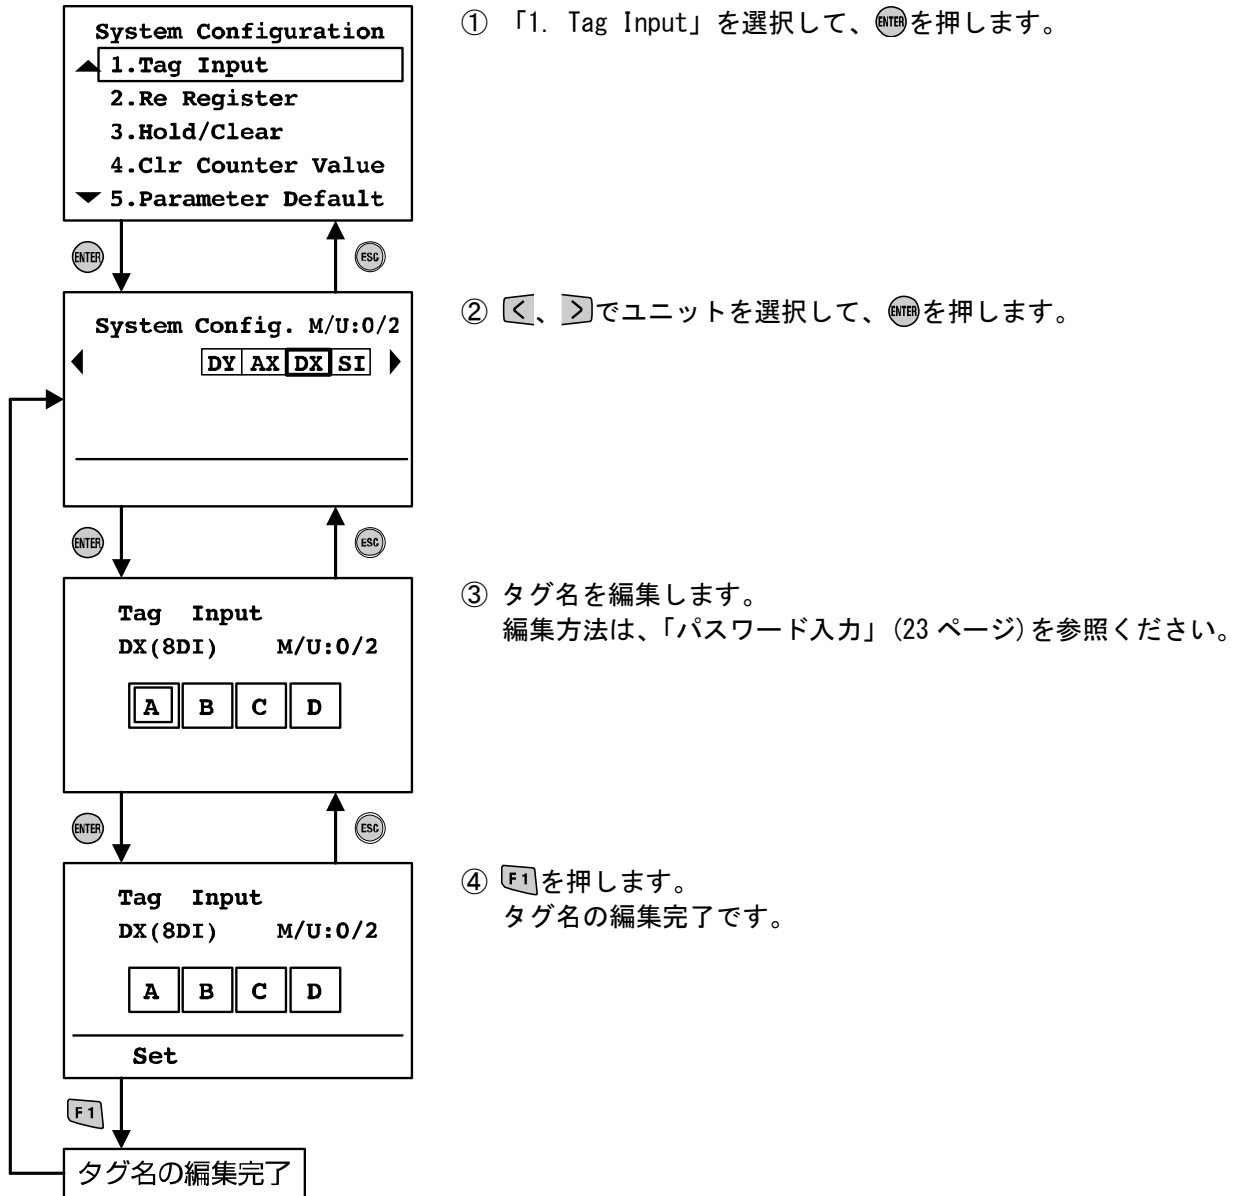 System Configuration
1.Tag Input
2.Re Register
3.Hold/Clear
4.Clr Counter Value
5.Parameter Default
① 「1. Tag Input」を選択して、ENTERを押します。
ENTER
ESC
System Config. M/U:0/2
DY AX DX SI
② <、>でユニットを選択して、ENTERを押します。
ENTER
ESC
Tag Input
DX(8DI) M/U:0/2
A B C D
③ タグ名を編集します。
編集方法は、「パスワード入力」(23 ページ)を参照ください。
ENTER
ESC
Tag Input
DX(8DI) M/U:0/2
A B C D
Set
④ F1を押します。
タグ名の編集完了です。
F1
タグ名の編集完了